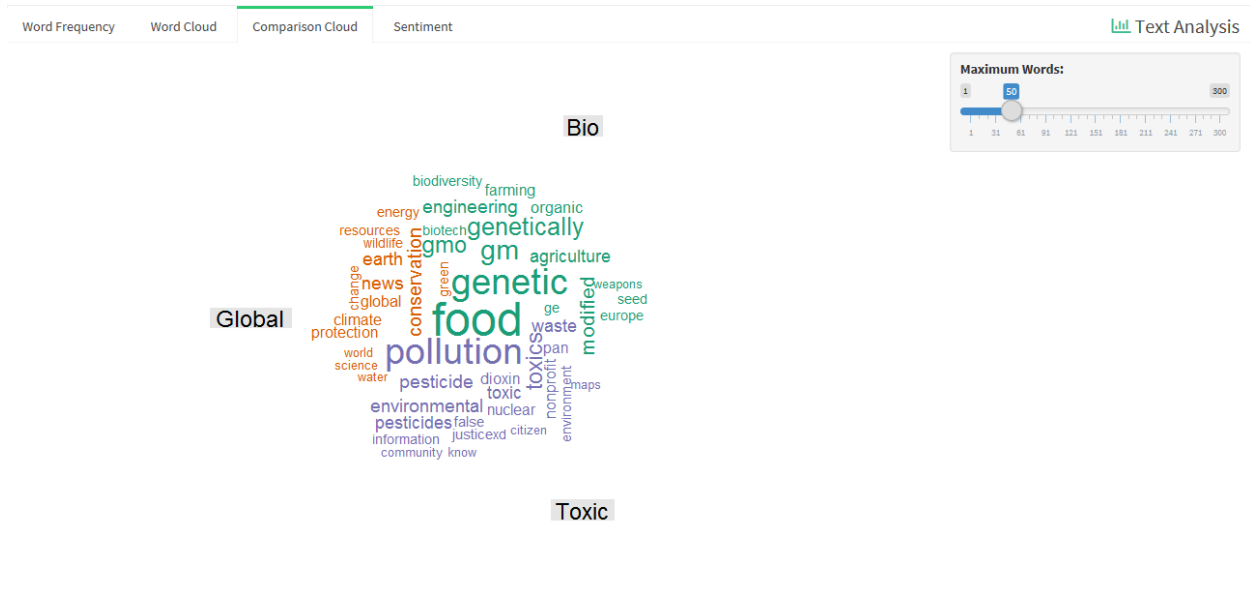 Word Frequency Word Cloud Comparison Cloud Sentiment Text Analysis
Maximum Words:
1 50 300
1 31 61 91 121 151 181 211 241 271 300
Bio
biodiversity
farming
energy engineering organic
resources biotech genetically
wildlife gmo gm agriculture
earth conservation
change news green genetic modified weapons
global food ge seed
climate waste europe
protection
Global
pollution toxics pan
world
science
water pesticide dioxin nonprofit environment maps
toxic
environmental nuclear
pesticides false
information justicexd citizen
community know
Toxic